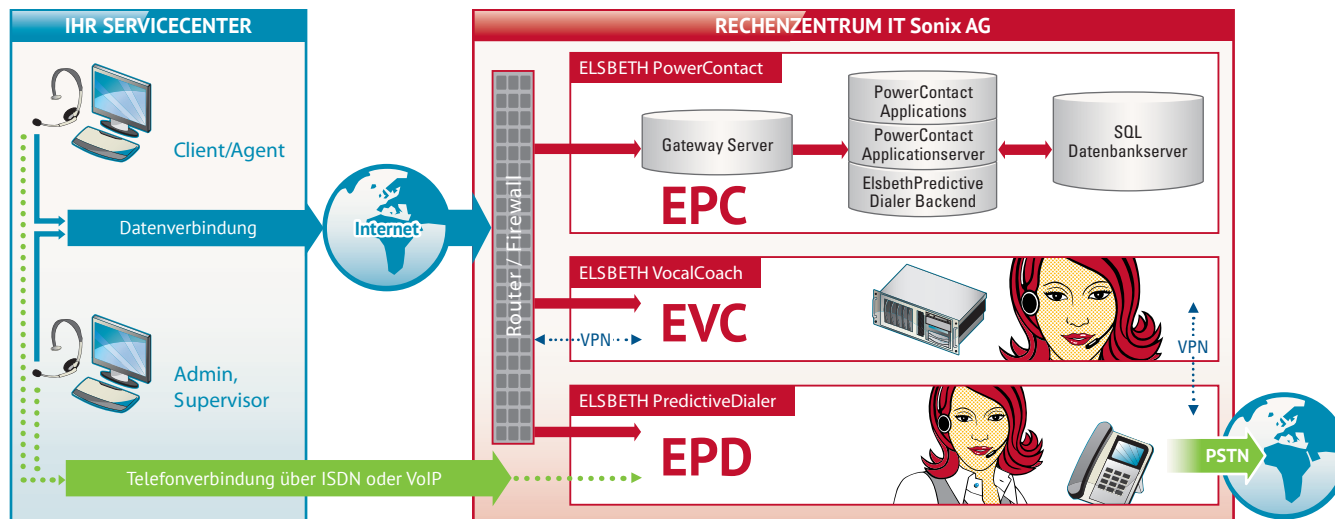 IHR SERVICECENTER
Client/Agent
Datenverbindung
Admin,
Supervisor
Telefonverbindung über ISDN oder VoIP
Internet
RECHENZENTRUM IT Sonix AG
Router / Firewall
ELSBETH PowerContact
Gateway Server
EPC
PowerContact
Applications
PowerContact
Applicationserver
ElsbethPredictive
Dialer Backend
SQL
Datenbankserver
ELSBETH VocalCoach
EVC
VPN
VPN
ELSBETH PredictiveDialer
EPD
PSTN